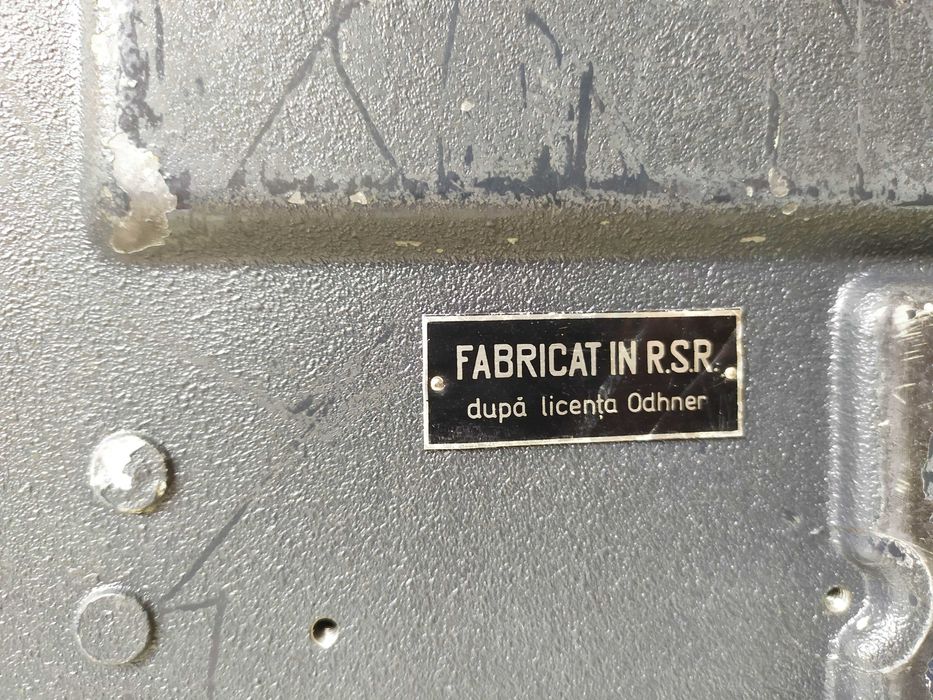 FABRICAT IN R.S.R.
după licența Odhner